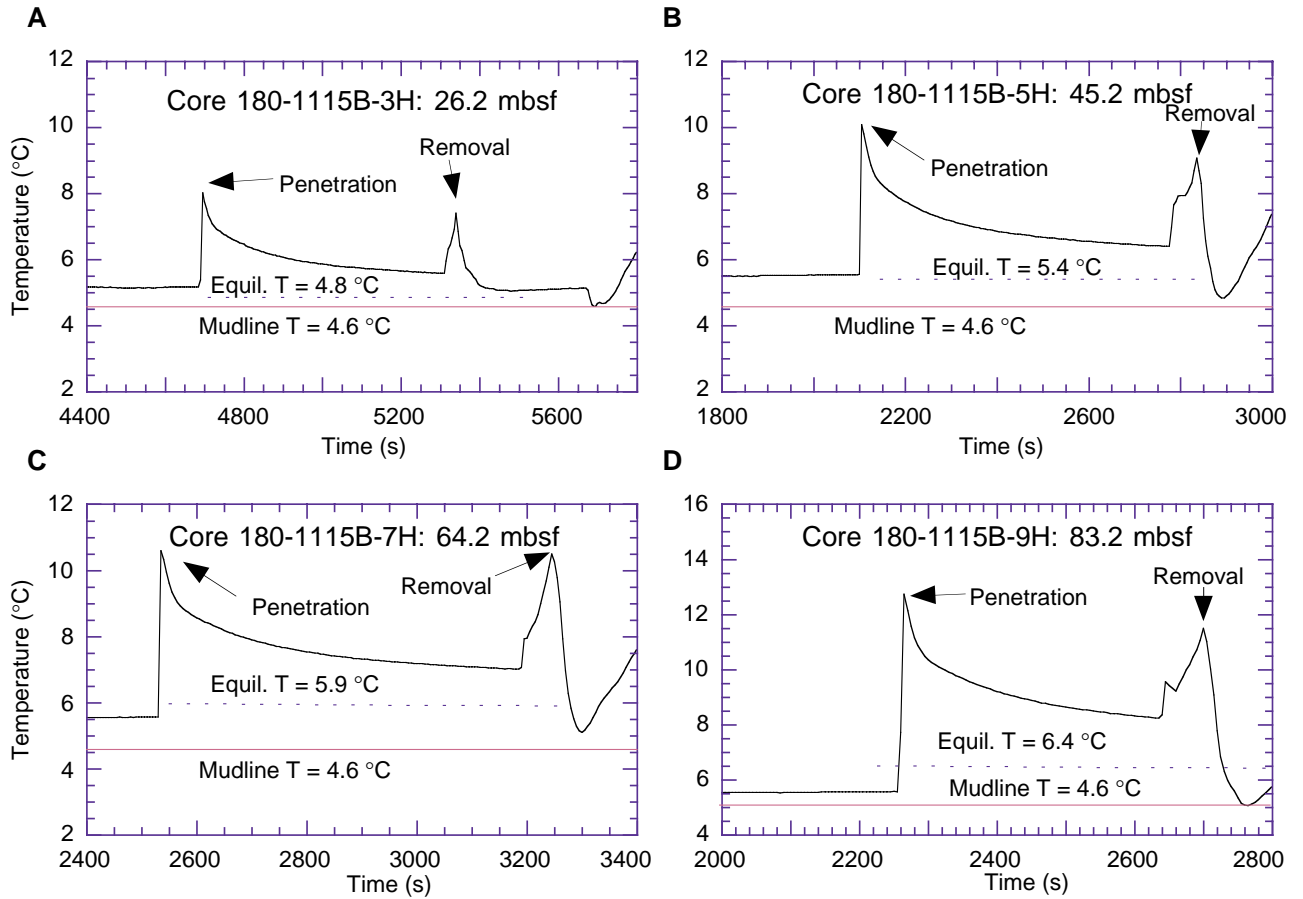 A
Core 180-1115B-3H: 26.2 mbsf
Temperature (°C)
12
10
8
6
4
2
Penetration
Removal
Equil. T = 4.8 °C
Mudline T = 4.6 °C
4400 4800 5200 5600
Time (s)
B
Core 180-1115B-5H: 45.2 mbsf
12
10
8
6
4
2
Removal
Penetration
Equil. T = 5.4 °C
Mudline T = 4.6 °C
1800 2200 2600 3000
Time (s)
C
Core 180-1115B-7H: 64.2 mbsf
Temperature (°C)
12
10
8
6
4
2
Removal
Penetration
Equil. T = 5.9 °C
Mudline T = 4.6 °C
2400 2600 2800 3000 3200 3400
Time (s)
D
Core 180-1115B-9H: 83.2 mbsf
16
14
12
10
8
6
4
Removal
Penetration
Equil. T = 6.4 °C
Mudline T = 4.6 °C
2000 2200 2400 2600 2800
Time (s)